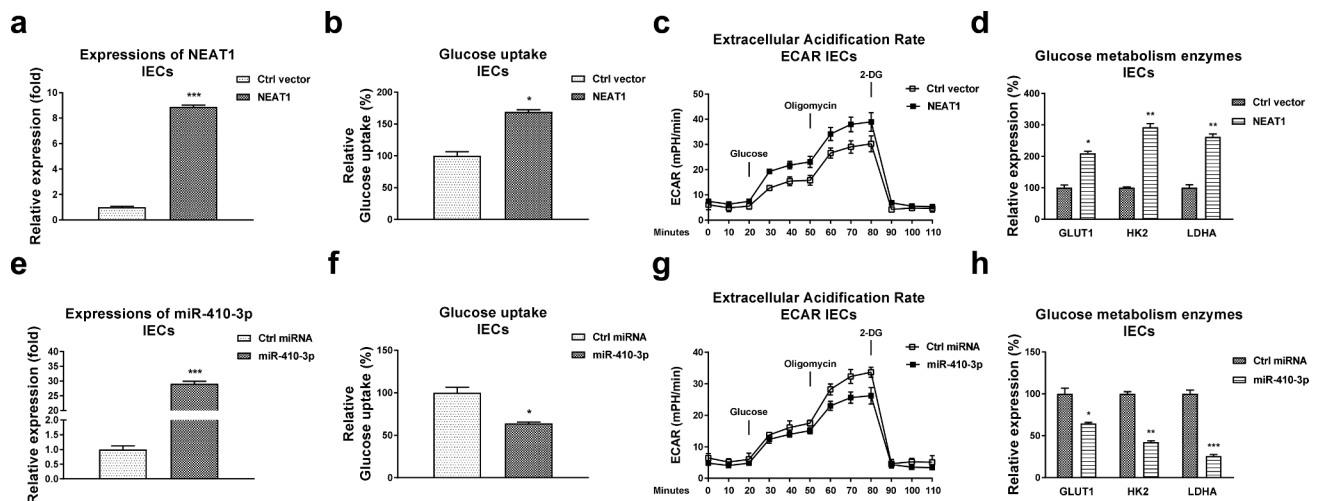 a
Expressions of NEAT1
IECs
Relative expression (fold)
10
8
6
4
2
0
***
Ctrl vector
NEAT1
b
Glucose uptake
IECs
Relative
Glucose uptake (%)
200
150
100
50
0
*
Ctrl vector
NEAT1
c
Extracellular Acidification Rate
ECAR IECs
ECAR (mPH/min)
50
40
30
20
10
0
Glucose
Oligomycin
2-DG
Ctrl vector
NEAT1
Minutes
0 10 20 30 40 50 60 70 80 90 100 110
d
Glucose metabolism enzymes
IECs
Relative expression (%)
400
300
200
100
0
* ** **
Ctrl vector
NEAT1
GLUT1 HK2 LDHA
e
Expressions of miR-410-3p
IECs
Relative expression (fold)
40
35
30
25
20
2.0
1.5
1.0
0.5
0.0
***
Ctrl miRNA
miR-410-3p
f
Glucose uptake
IECs
Relative
Glucose uptake (%)
150
100
50
0
*
Ctrl miRNA
miR-410-3p
g
Extracellular Acidification Rate
ECAR IECs
ECAR (mPH/min)
40
30
20
10
0
Glucose
Oligomycin
2-DG
Ctrl miRNA
miR-410-3p
Minutes
0 10 20 30 40 50 60 70 80 90 100 110
h
Glucose metabolism enzymes
IECs
Relative expression (%)
150
100
50
0
* ** ***
Ctrl miRNA
miR-410-3p
GLUT1 HK2 LDHA